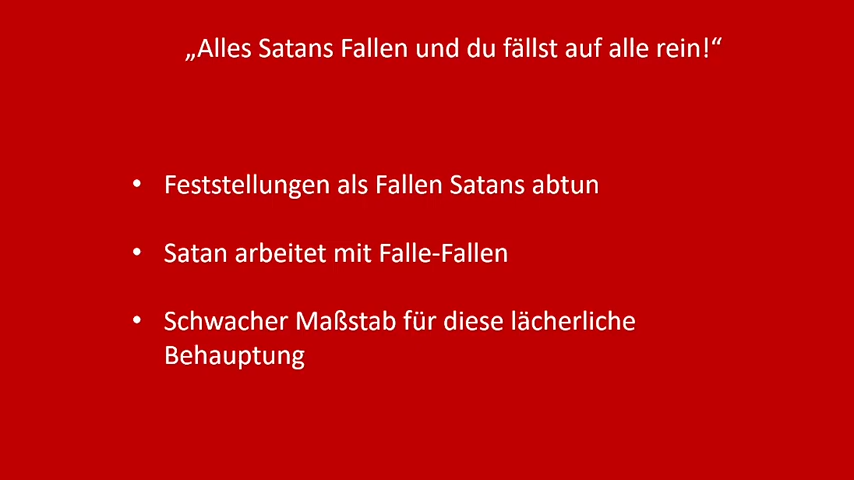 „Alles Satans Fallen und du fällst auf alle rein!“
• Feststellungen als Fallen Satans abtun
• Satan arbeitet mit Falle-Fallen
• Schwacher Maßstab für diese lächerliche
Behauptung